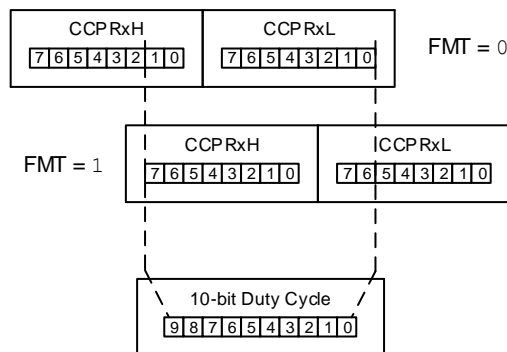 CCPRxH CCPRxL
7 6 5 4 3 2 1 0 7 6 5 4 3 2 1 0 FMT = 0
CCPRxH CCPRxL
FMT = 1 7 6 5 4 3 2 1 0 7 6 5 4 3 2 1 0
10-bit Duty Cycle
9 8 7 6 5 4 3 2 1 0